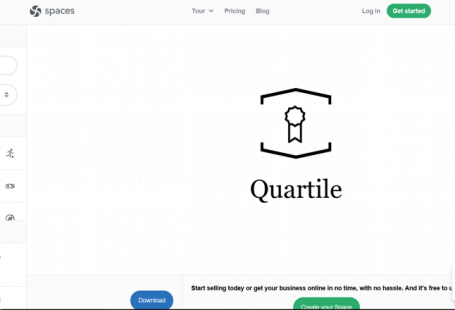 spaces
Tour
Pricing
Blog
Log in
Get started
Quartile
Start selling today or get your business online in no time, with no hassle. And it's free to
Download
Create your Space